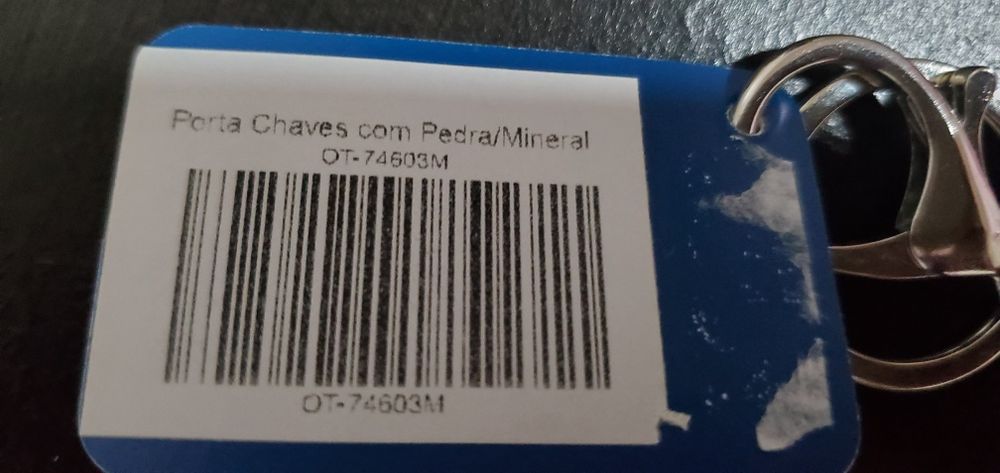 Porta Chaves com Pedra/Mineral
OT-74603M
OT-74603M